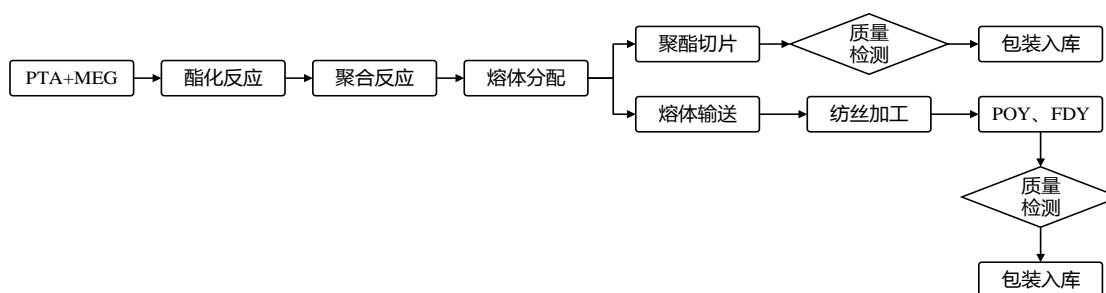 聚酯切片
质量
检测
包装入库
PTA+MEG
酯化反应
聚合反应
熔体分配
熔体输送
纺丝加工
POY、FDY
质量
检测
包装入库